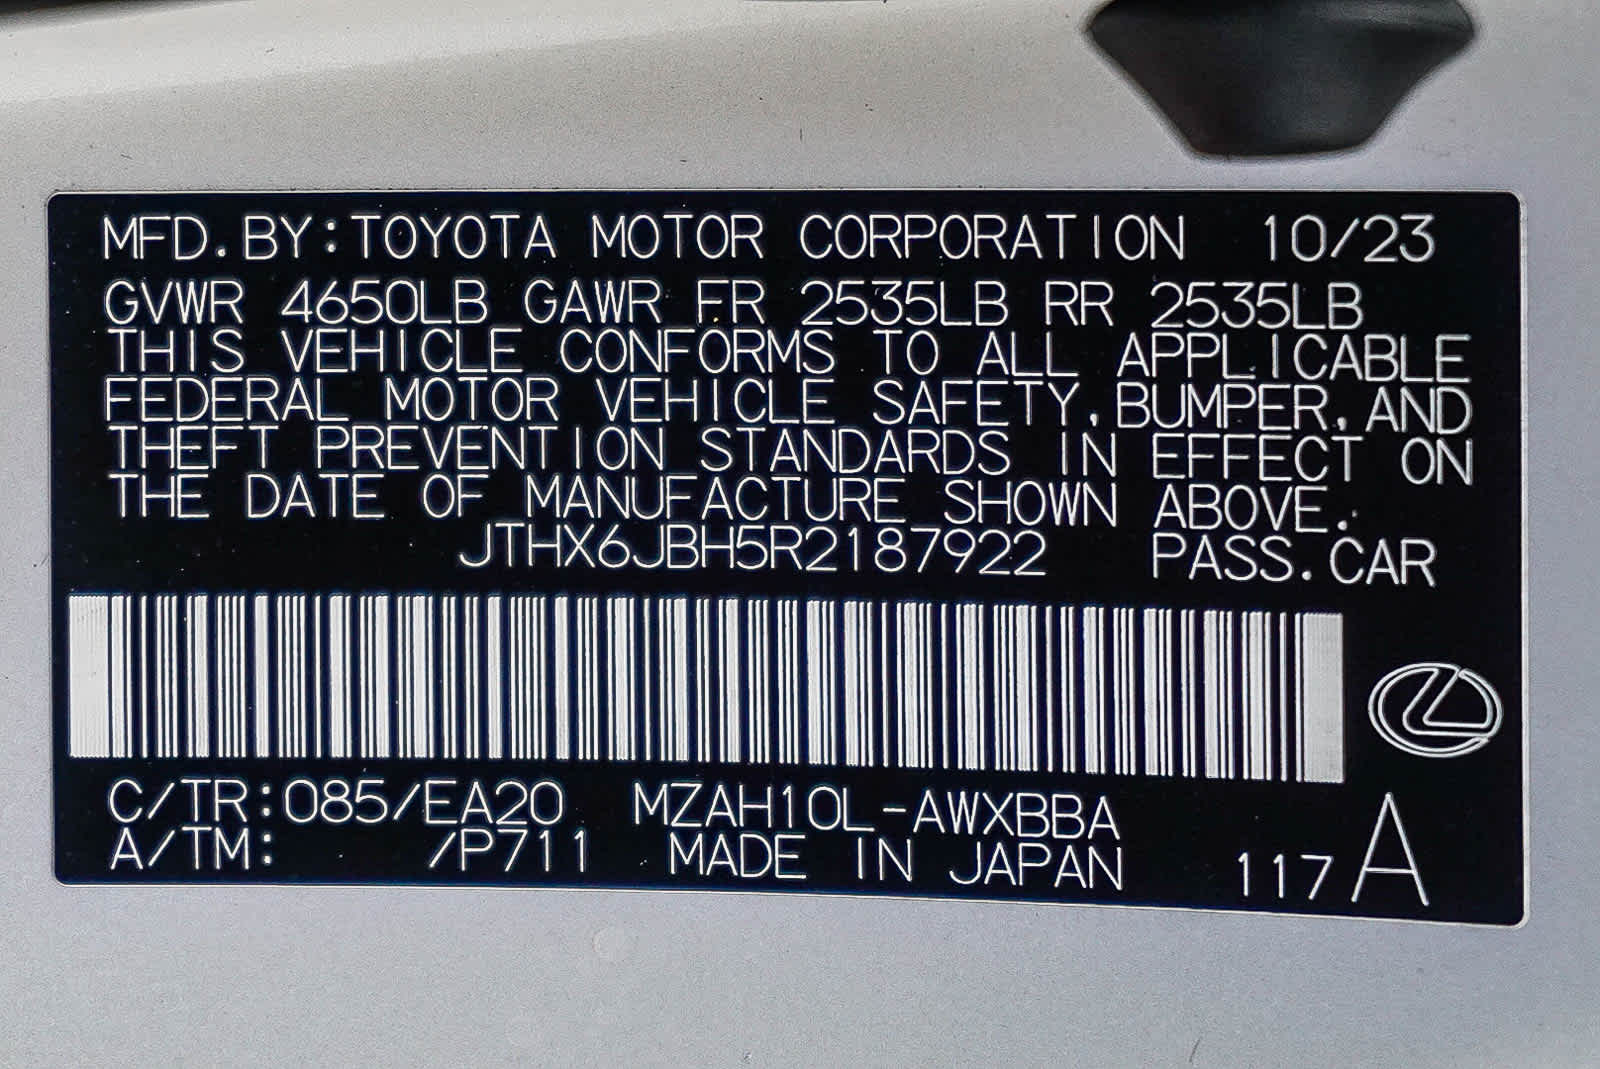 MFD. BY:TOYOTA MOTOR CORPORATION 10/23
GVWR 4650LB GAWR FR 2535LB RR 2535LB
THIS VEHICLE CONFORMS TO ALL APPLICABLE
FEDERAL MOTOR VEHICLE SAFETY, BUMPER, AND
THEFT PREVENTION STANDARDS IN EFFECT ON
THE DATE OF MANUFACTURE SHOWN ABOVE.
JTHX6JBH5R2187922 PASS. CAR
C/TR:085/EA20 MZAH10L-AWXBBA
A/TM: /P711 MADE IN JAPAN 117 A